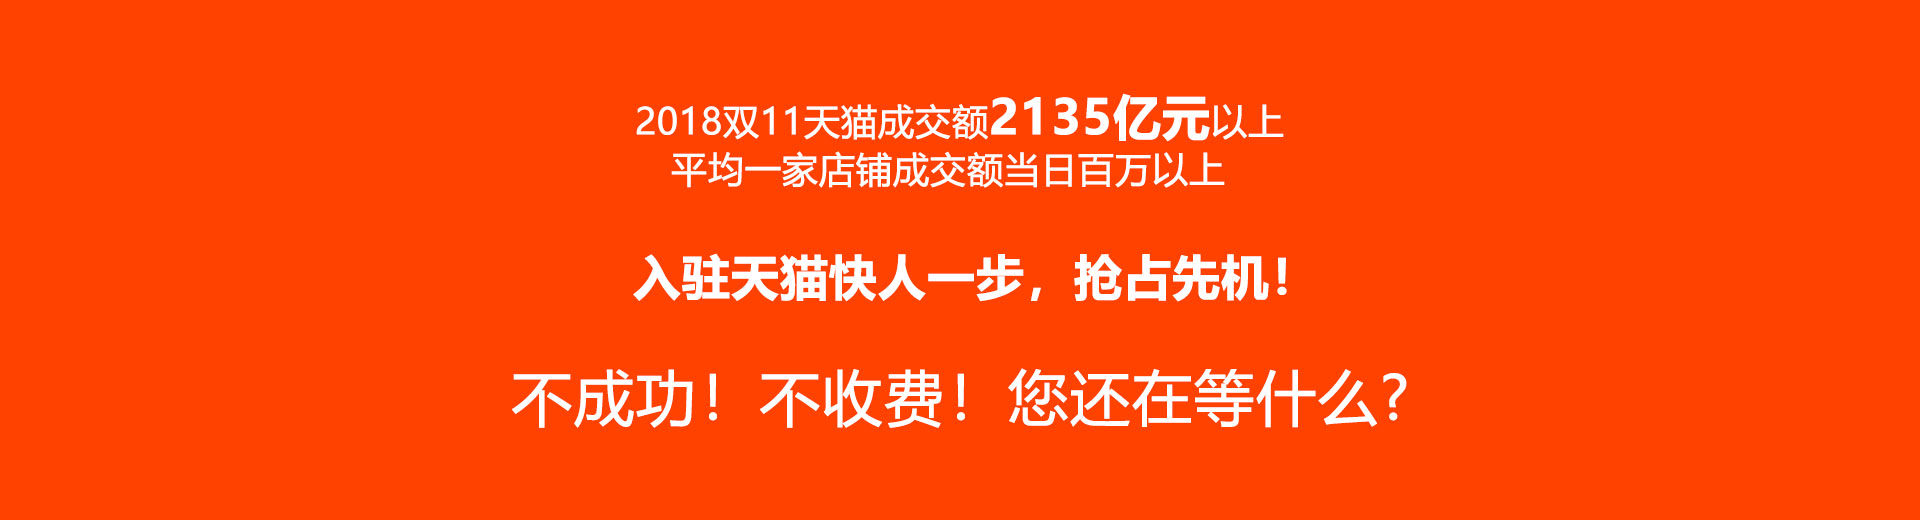 2018双11天猫成交额2135亿元以上
平均一家店铺成交额当日百万以上
入驻天猫快人一步，抢占先机！
不成功！不收费！您还在等什么？